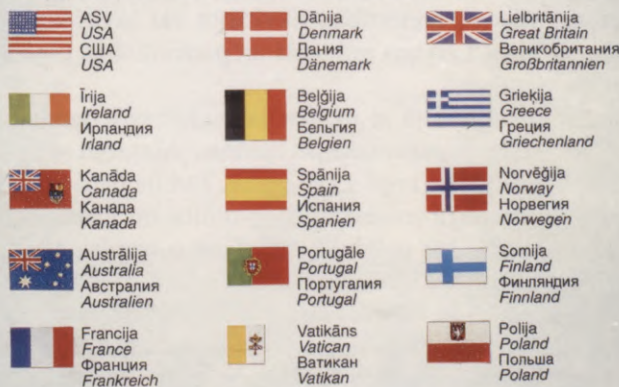 ASV
USA
США
USA
Dānija
Denmark
Дания
Dänemark
Lielbritānija
Great Britain
Великобритания
Großbritannien
Īrija
Ireland
Ирландия
Irland
Beļģija
Belgium
Бельгия
Belgien
Grieķija
Greece
Греция
Griechenland
Kanāda
Canada
Канада
Kanada
Spānija
Spain
Испания
Spanien
Norvēģija
Norway
Норвегия
Norwegen
Austrālija
Australia
Австралия
Australien
Portugāle
Portugal
Португалия
Portugal
Somija
Finland
Финляндия
Finnland
Francija
France
Франция
Frankreich
Vatikāns
Vatican
Ватикан
Vatikan
Polija
Poland
Польша
Poland